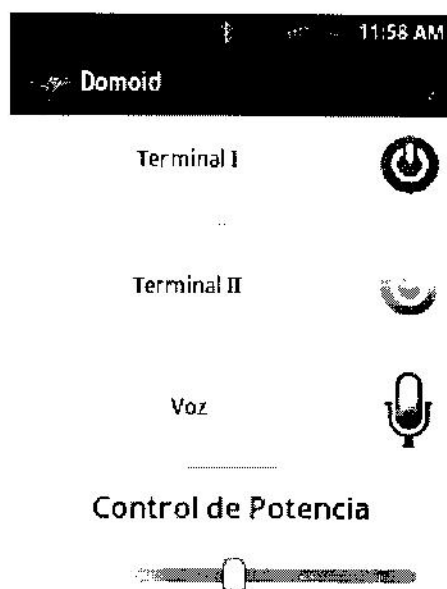 11:58 AM
Domoid
Terminal I
Terminal II
Voz
Control de Potencia